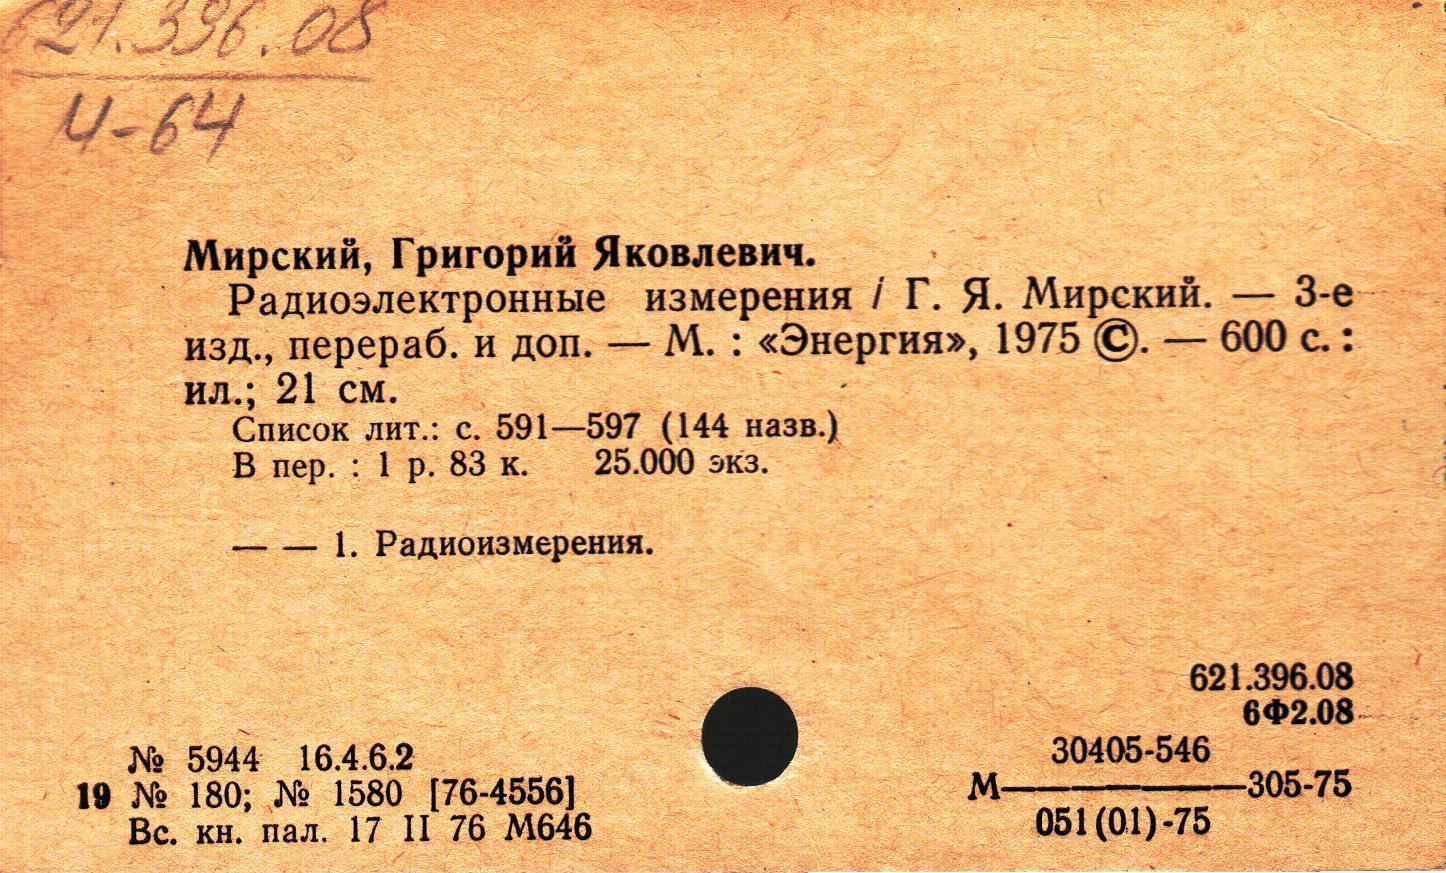 621.396.08
И-64
Мирский, Григорий Яковлевич.
Радиоэлектронные измерения / Г. Я. Мирский. — 3-е
изд., перераб. и доп. — М. : «Энергия», 1975 ©. — 600 с. :
ил.; 21 см.
Список лит.: с. 591—597 (144 назв.)
В пер. : 1 р. 83 к. 25.000 экз.
— — 1. Радиоизмерения.
621.396.08
6Ф2.08
№ 5944 16.4.6.2
19 № 180; № 1580 [76-4556]
Вс. кн. пал. 17 II 76 М646
30405-546
М———————305-75
051(01)-75